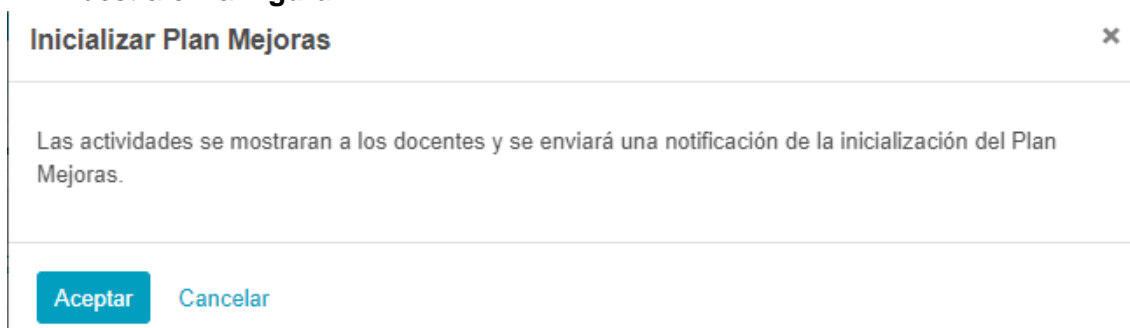 Inicializar Plan Mejoras
×
Las actividades se mostraran a los docentes y se enviará una notificación de la inicialización del Plan
Mejoras.
Aceptar Cancelar